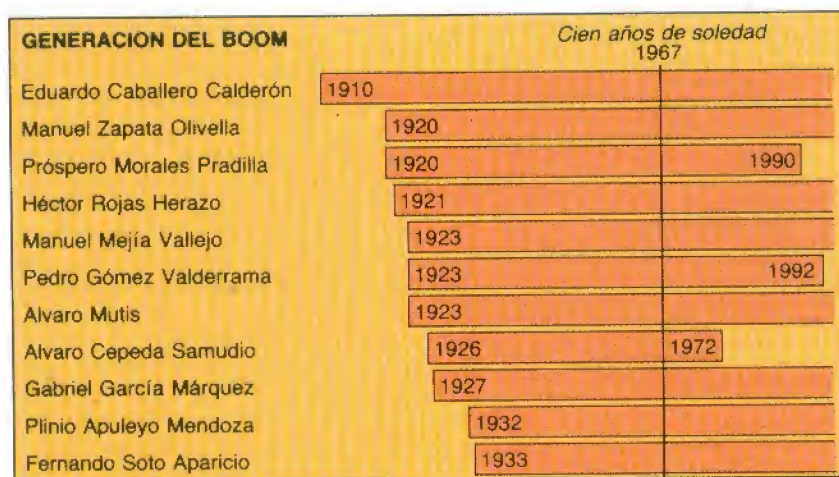 GENERACION DEL BOOM
Cien años de soledad
1967
Eduardo Caballero Calderón 1910
Manuel Zapata Olivella 1920
Próspero Morales Pradilla 1920 1990
Héctor Rojas Herazo 1921
Manuel Mejía Vallejo 1923
Pedro Gómez Valderrama 1923 1992
Alvaro Mutis 1923
Alvaro Cepeda Samudio 1926 1972
Gabriel García Márquez 1927
Plinio Apuleyo Mendoza 1932
Fernando Soto Aparicio 1933